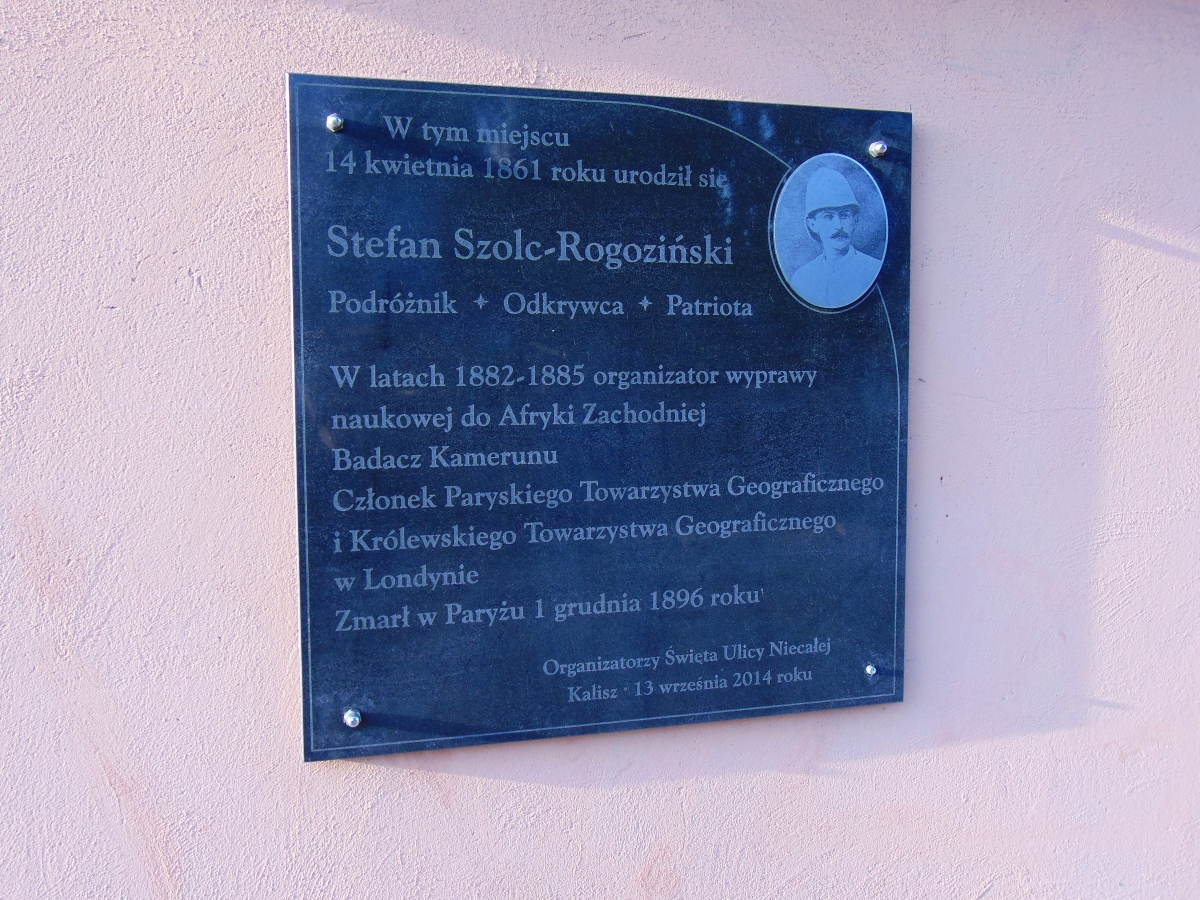 W tym miejscu
14 kwietnia 1861 roku urodził się
Stefan Szolc-Rogoziński
Podróżnik ✦ Odkrywca ✦ Patriota
W latach 1882-1885 organizator wyprawy
naukowej do Afryki Zachodniej
Badacz Kamerunu
Członek Paryskiego Towarzystwa Geograficznego
i Królewskiego Towarzystwa Geograficznego
w Londynie
Zmarł w Paryżu 1 grudnia 1896 roku
Organizatorzy Święta Ulicy Niecałej
Kalisz · 13 września 2014 roku